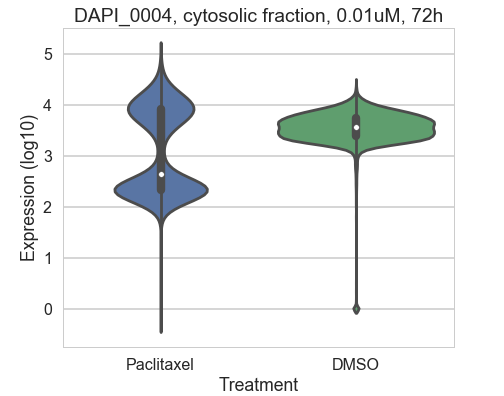 DAPI_0004, cytosolic fraction, 0.01uM, 72h
Expression (log10)
5
4
3
2
1
0
Paclitaxel DMSO
Treatment